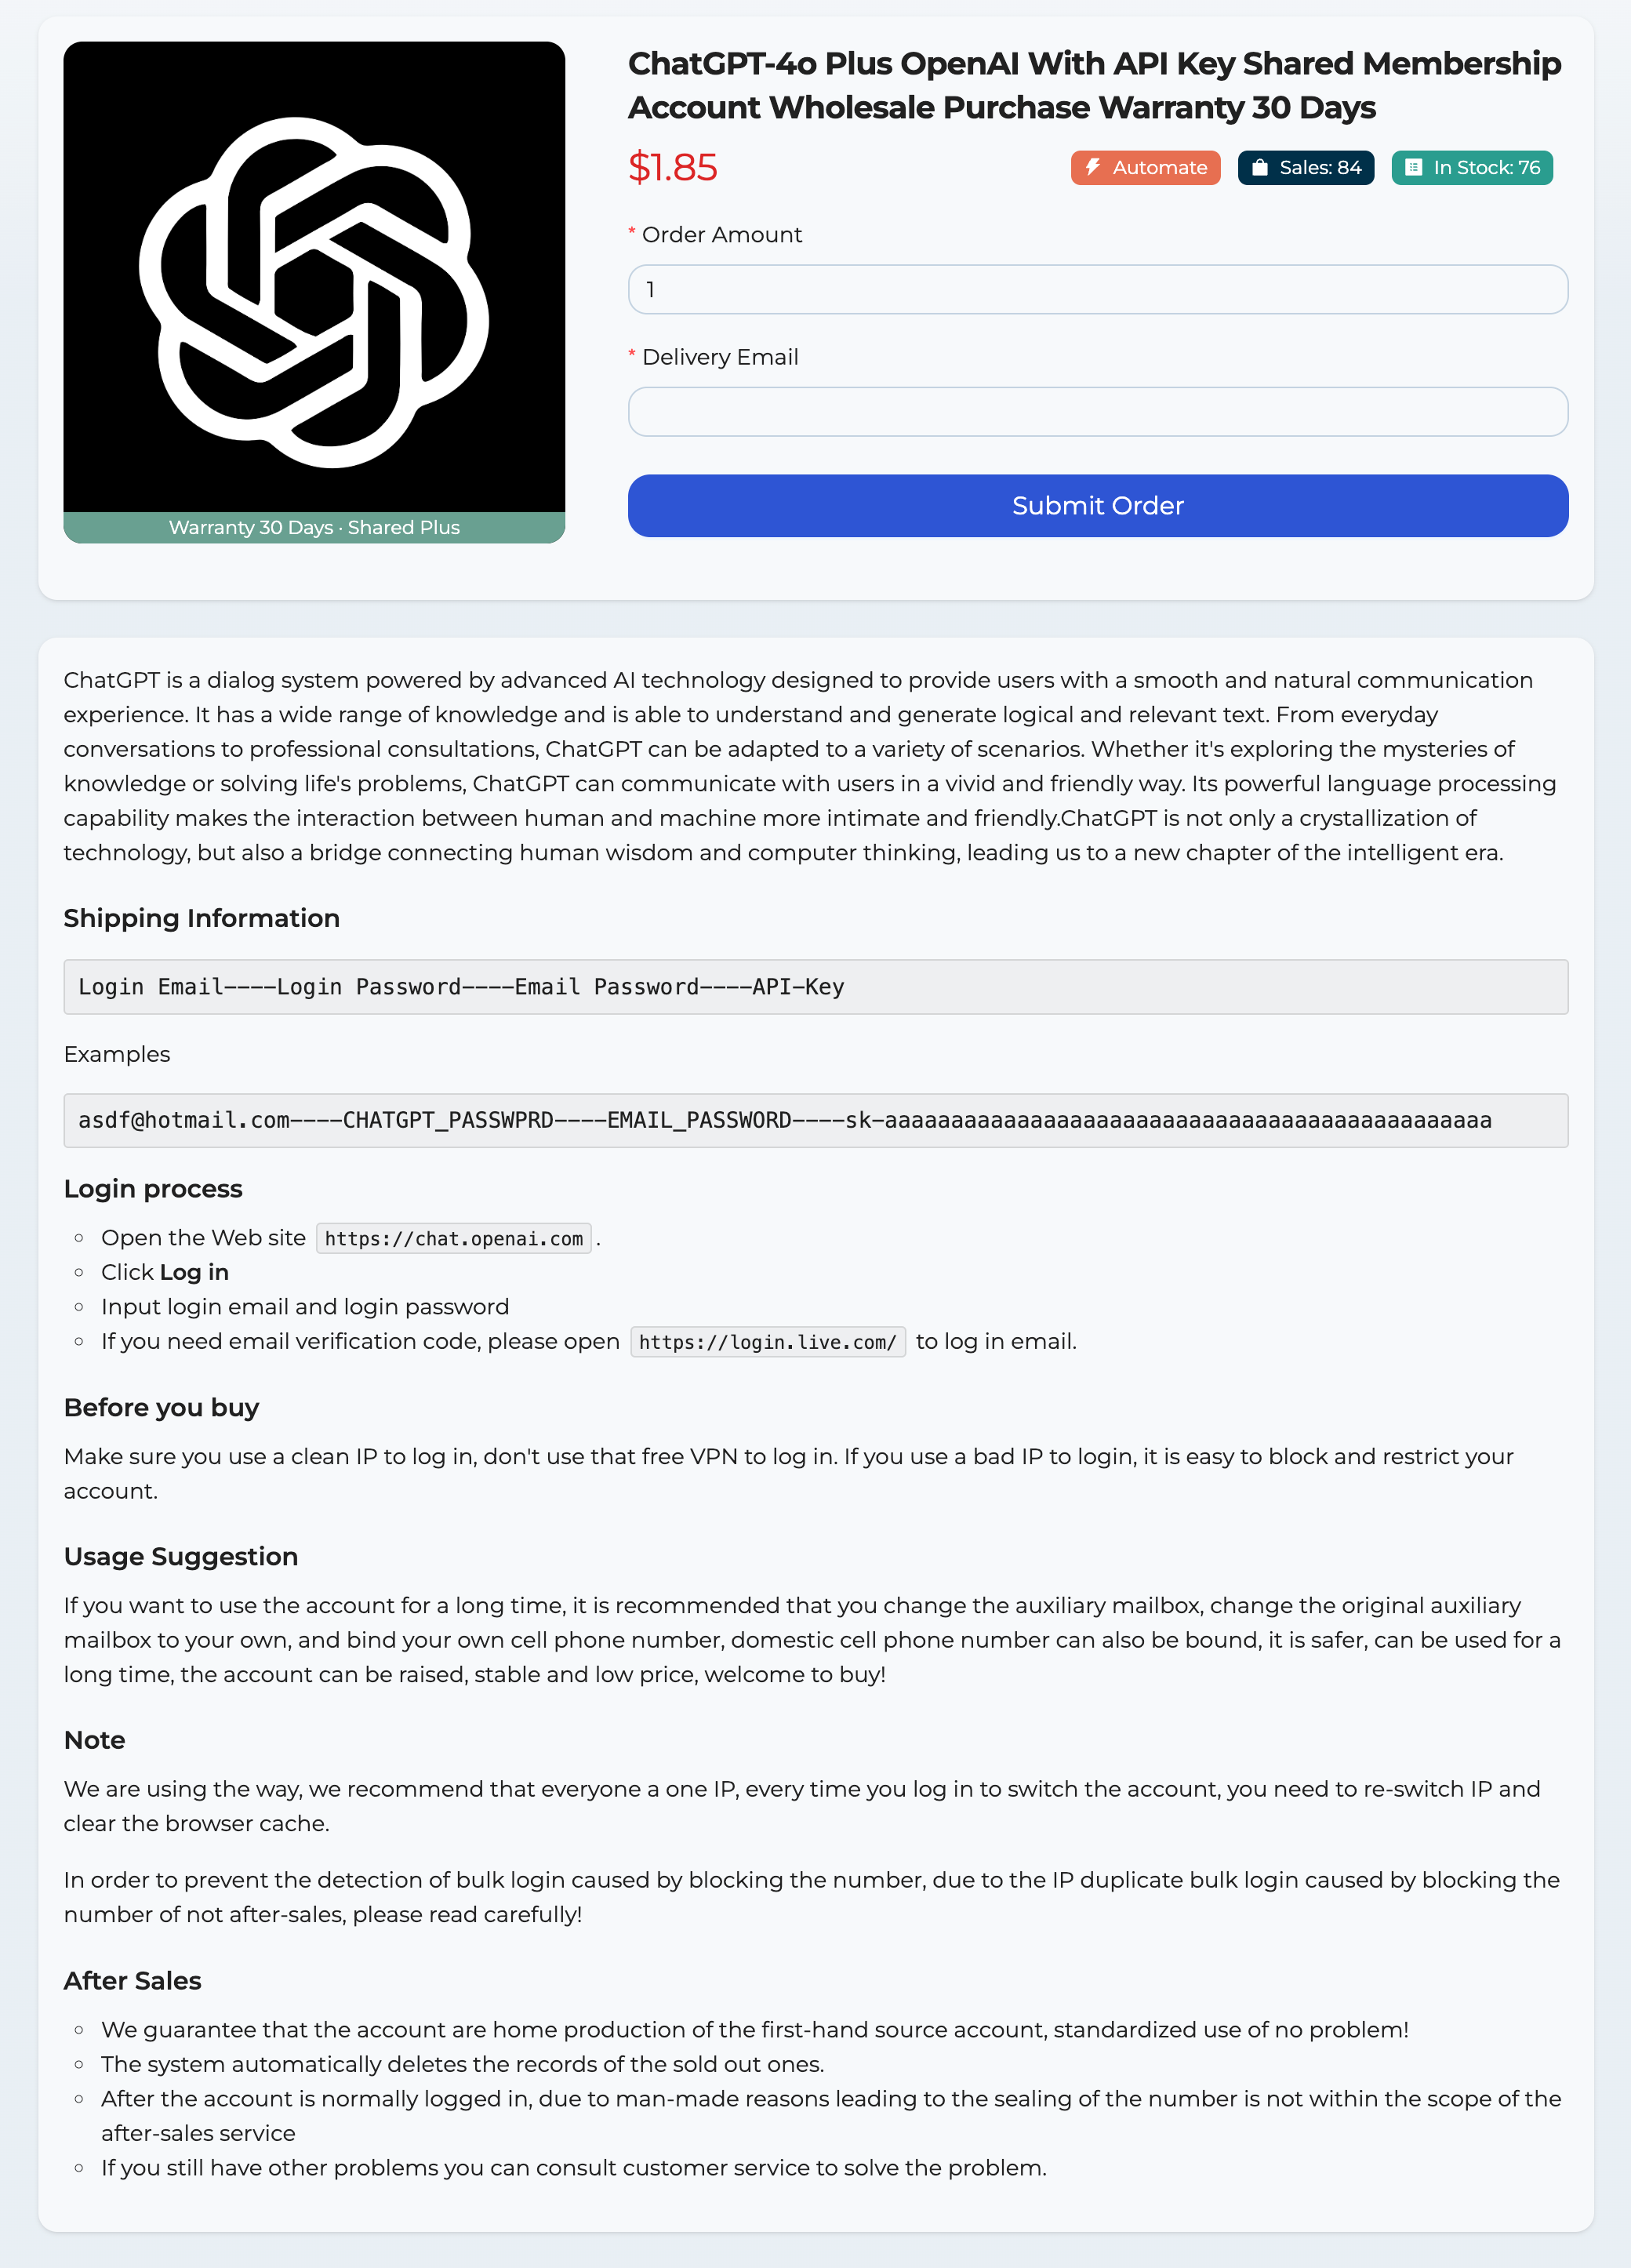 ChatGPT-4o Plus OpenAI With API Key Shared Membership
Account Wholesale Purchase Warranty 30 Days
$1.85
Automate
Sales: 84
In Stock: 76
* Order Amount
1
* Delivery Email
Submit Order
Warranty 30 Days · Shared Plus
ChatGPT is a dialog system powered by advanced AI technology designed to provide users with a smooth and natural communication
experience. It has a wide range of knowledge and is able to understand and generate logical and relevant text. From everyday
conversations to professional consultations, ChatGPT can be adapted to a variety of scenarios. Whether it's exploring the mysteries of
knowledge or solving life's problems, ChatGPT can communicate with users in a vivid and friendly way. Its powerful language processing
capability makes the interaction between human and machine more intimate and friendly.ChatGPT is not only a crystallization of
technology, but also a bridge connecting human wisdom and computer thinking, leading us to a new chapter of the intelligent era.
Shipping Information
Login Email----Login Password----Email Password----API-Key
Examples
asdf@hotmail.com----CHATGPT_PASSWPRD----EMAIL_PASSWORD----sk-aaaaaaaaaaaaaaaaaaaaaaaaaaaaaaaaaaaaaaaaaaaaaa
Login process
Open the Web site https://chat.openai.com .
Click Log in
Input login email and login password
If you need email verification code, please open https://login.live.com/ to log in email.
Before you buy
Make sure you use a clean IP to log in, don't use that free VPN to log in. If you use a bad IP to login, it is easy to block and restrict your
account.
Usage Suggestion
If you want to use the account for a long time, it is recommended that you change the auxiliary mailbox, change the original auxiliary
mailbox to your own, and bind your own cell phone number, domestic cell phone number can also be bound, it is safer, can be used for a
long time, the account can be raised, stable and low price, welcome to buy!
Note
We are using the way, we recommend that everyone a one IP, every time you log in to switch the account, you need to re-switch IP and
clear the browser cache.
In order to prevent the detection of bulk login caused by blocking the number, due to the IP duplicate bulk login caused by blocking the
number of not after-sales, please read carefully!
After Sales
We guarantee that the account are home production of the first-hand source account, standardized use of no problem!
The system automatically deletes the records of the sold out ones.
After the account is normally logged in, due to man-made reasons leading to the sealing of the number is not within the scope of the
after-sales service
If you still have other problems you can consult customer service to solve the problem.